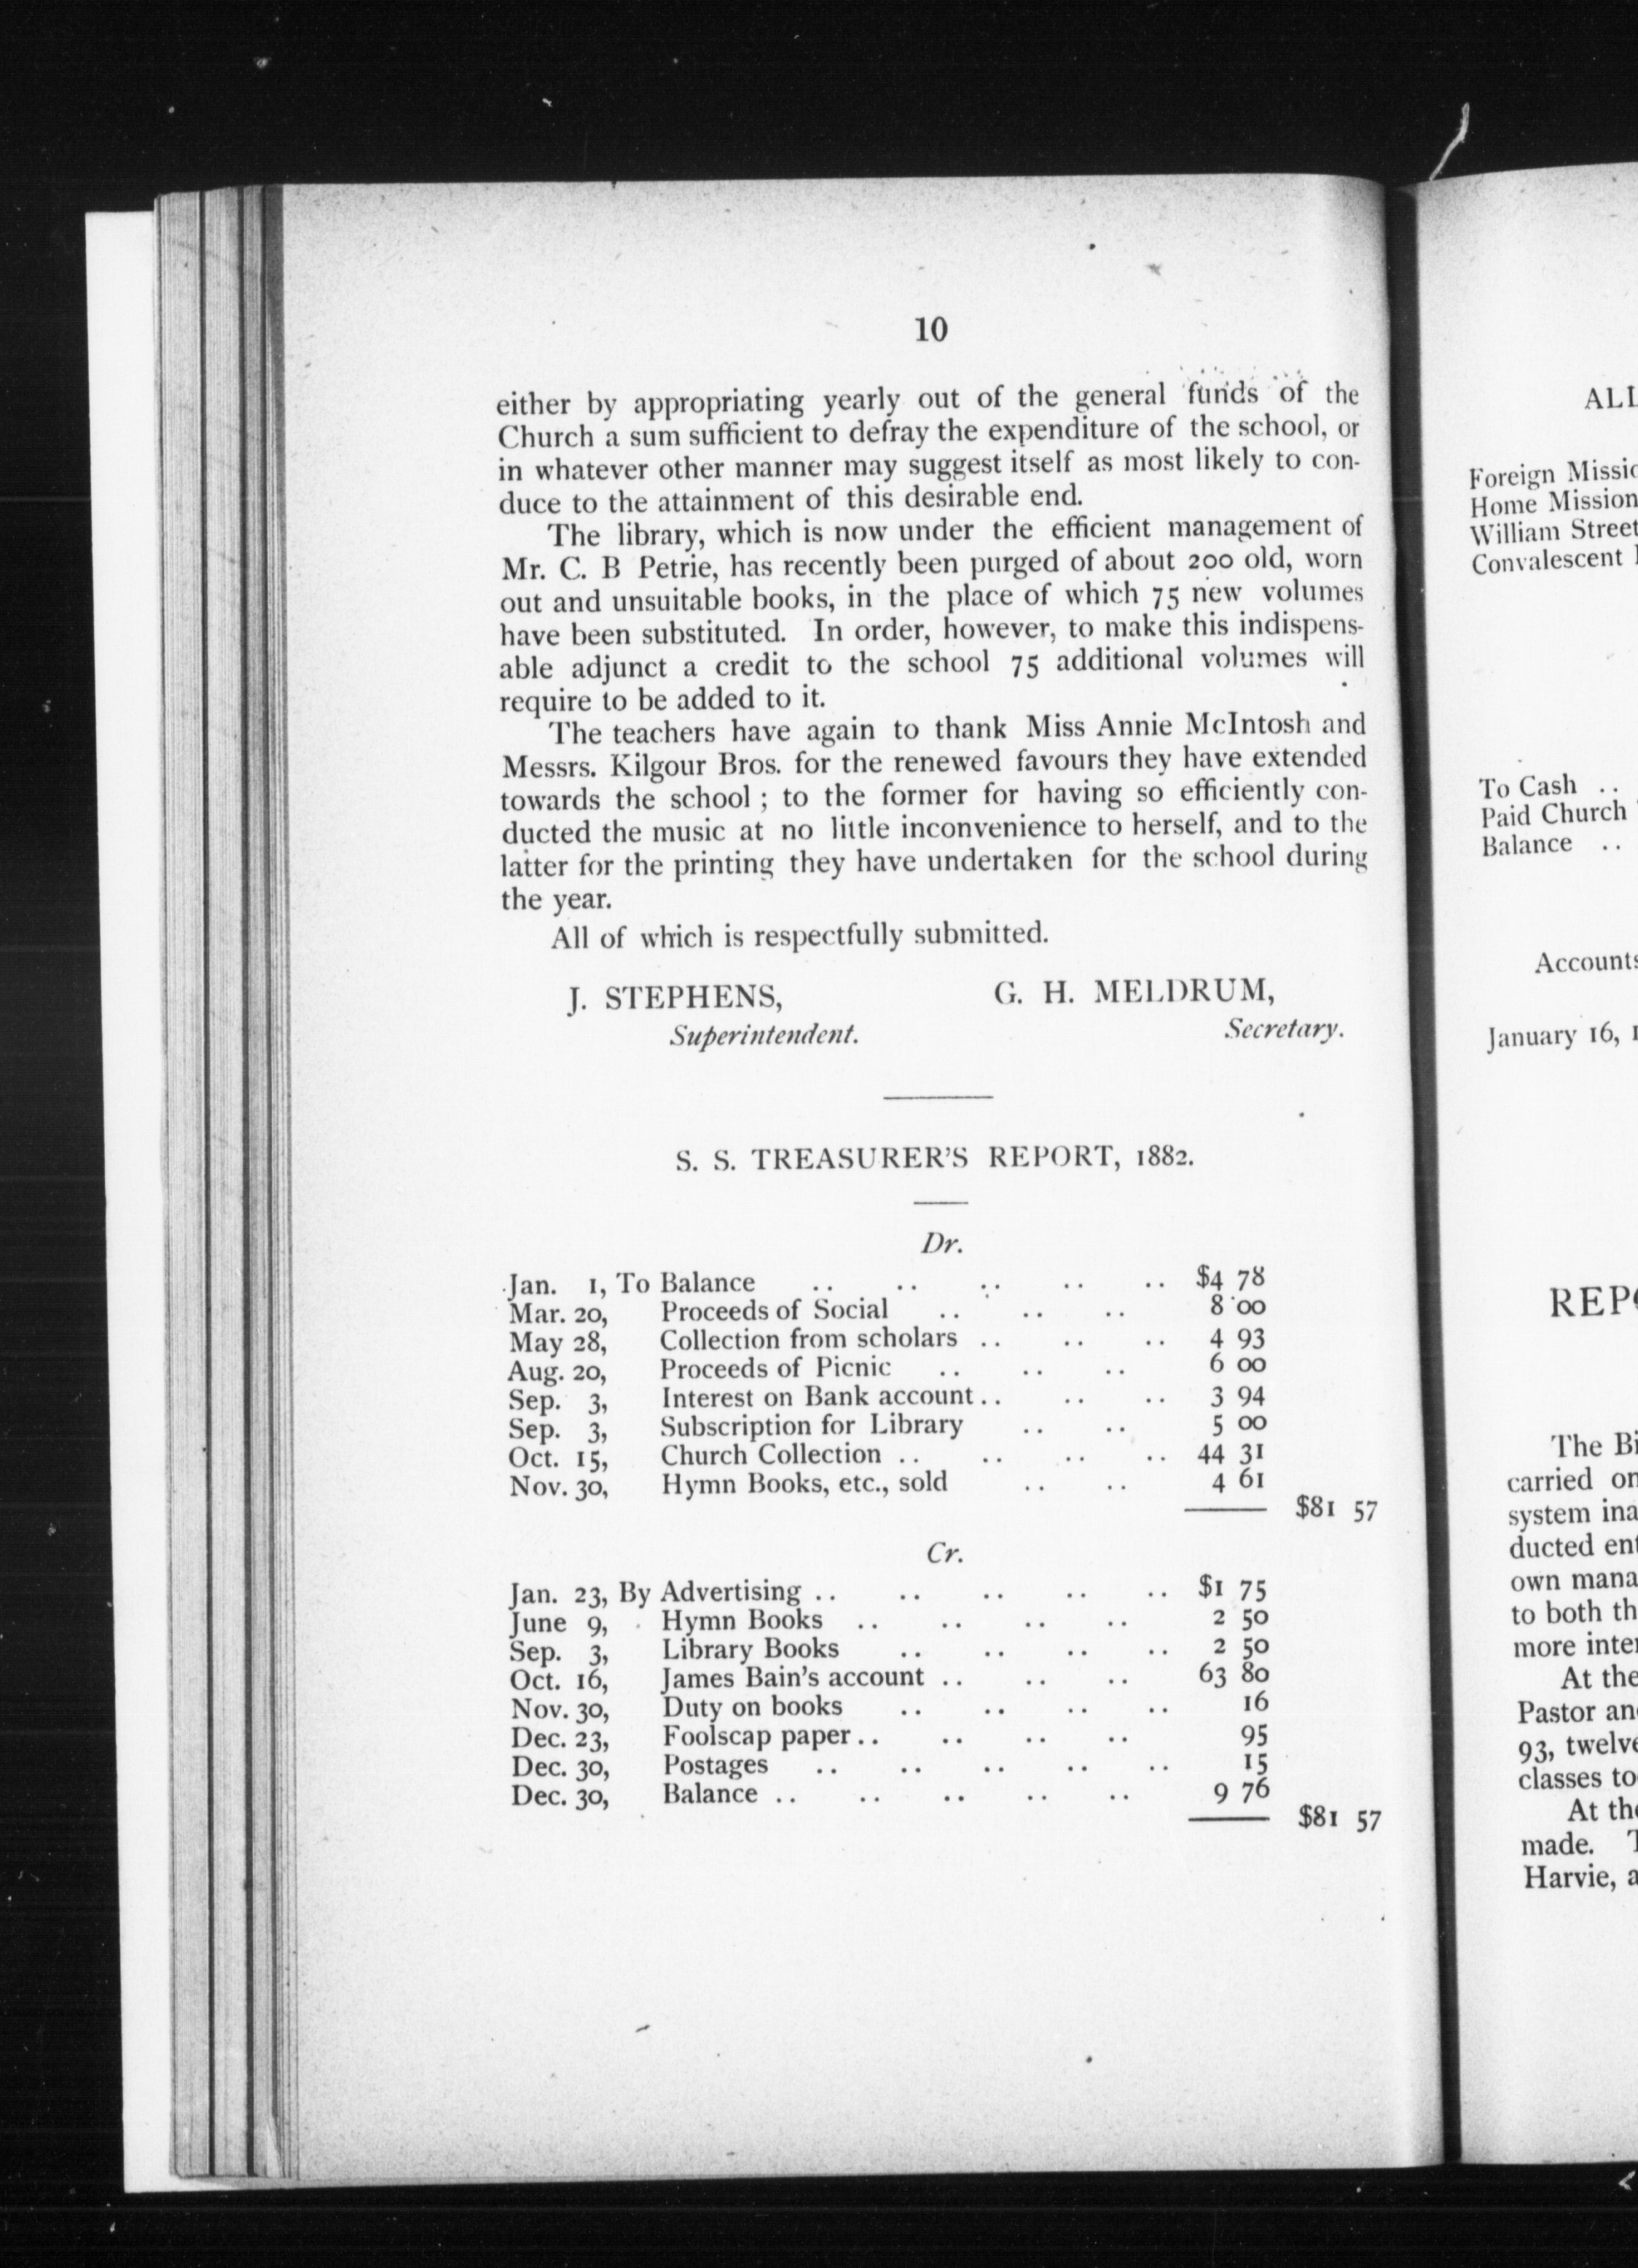 10
either by appropriating yearly out of the general funds of the
Church a sum sufficient to defray the expenditure of the school, or
in whatever other manner may suggest itself as most likely to con-
duce to the attainment of this desirable end.
The library, which is now under the efficient management of
Mr. C. B Petrie, has recently been purged of about 200 old, worn
out and unsuitable books, in the place of which 75 new volumes
have been substituted. In order, however, to make this indispens-
able adjunct a credit to the school 75 additional volumes will
require to be added to it.
The teachers have again to thank Miss Annie McIntosh and
Messrs. Kilgour Bros. for the renewed favours they have extended
towards the school ; to the former for having so efficiently con-
ducted the music at no little inconvenience to herself, and to the
latter for the printing they have undertaken for the school during
the year.
All of which is respectfully submitted.
J. STEPHENS, G. H. MELDRUM,
Superintendent. Secretary.
S. S. TREASURER'S REPORT, 1882.
Dr.
Jan. 1, To Balance .. .. .. .. .. $4 78
Mar. 20, Proceeds of Social .. .. .. 8 00
May 28, Collection from scholars .. .. .. 4 93
Aug. 20, Proceeds of Picnic .. .. .. 6 00
Sep. 3, Interest on Bank account .. .. .. 3 94
Sep. 3, Subscription for Library .. .. 5 00
Oct. 15, Church Collection .. .. .. .. 44 31
Nov. 30, Hymn Books, etc., sold .. .. 4 61
$81 57
Cr.
Jan. 23, By Advertising .. .. .. .. .. $1 75
June 9, Hymn Books .. .. .. .. 2 50
Sep. 3, Library Books .. .. .. .. 2 50
Oct. 16, James Bain's account .. .. .. 63 80
Nov. 30, Duty on books .. .. .. .. 16
Dec. 23, Foolscap paper .. .. .. .. 95
Dec. 30, Postages .. .. .. .. .. 15
Dec. 30, Balance .. .. .. .. .. 9 76
$81 57
Foreign
Home Mission
William Street
Convalescent
To Cash ..
Paid Church
Balance ..
Accounts
January 16,
The
carried on
system
ducted
own
to both
more
At the
Pastor
93,
classes to
At
made.
Harvie,